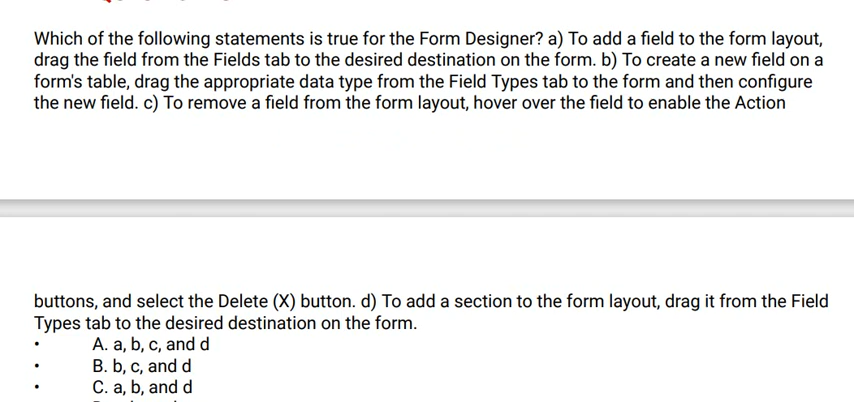 Which of the following statements is true for the Form Designer? a) To add a field to the form layout,
drag the field from the Fields tab to the desired destination on the form. b) To create a new field on a
form's table, drag the appropriate data type from the Field Types tab to the form and then configure
the new field. c) To remove a field from the form layout, hover over the field to enable the Action
buttons, and select the Delete (X) button. d) To add a section to the form layout, drag it from the Field
Types tab to the desired destination on the form.
• A. a, b, c, and d
• B. b, c, and d
• C. a, b, and d